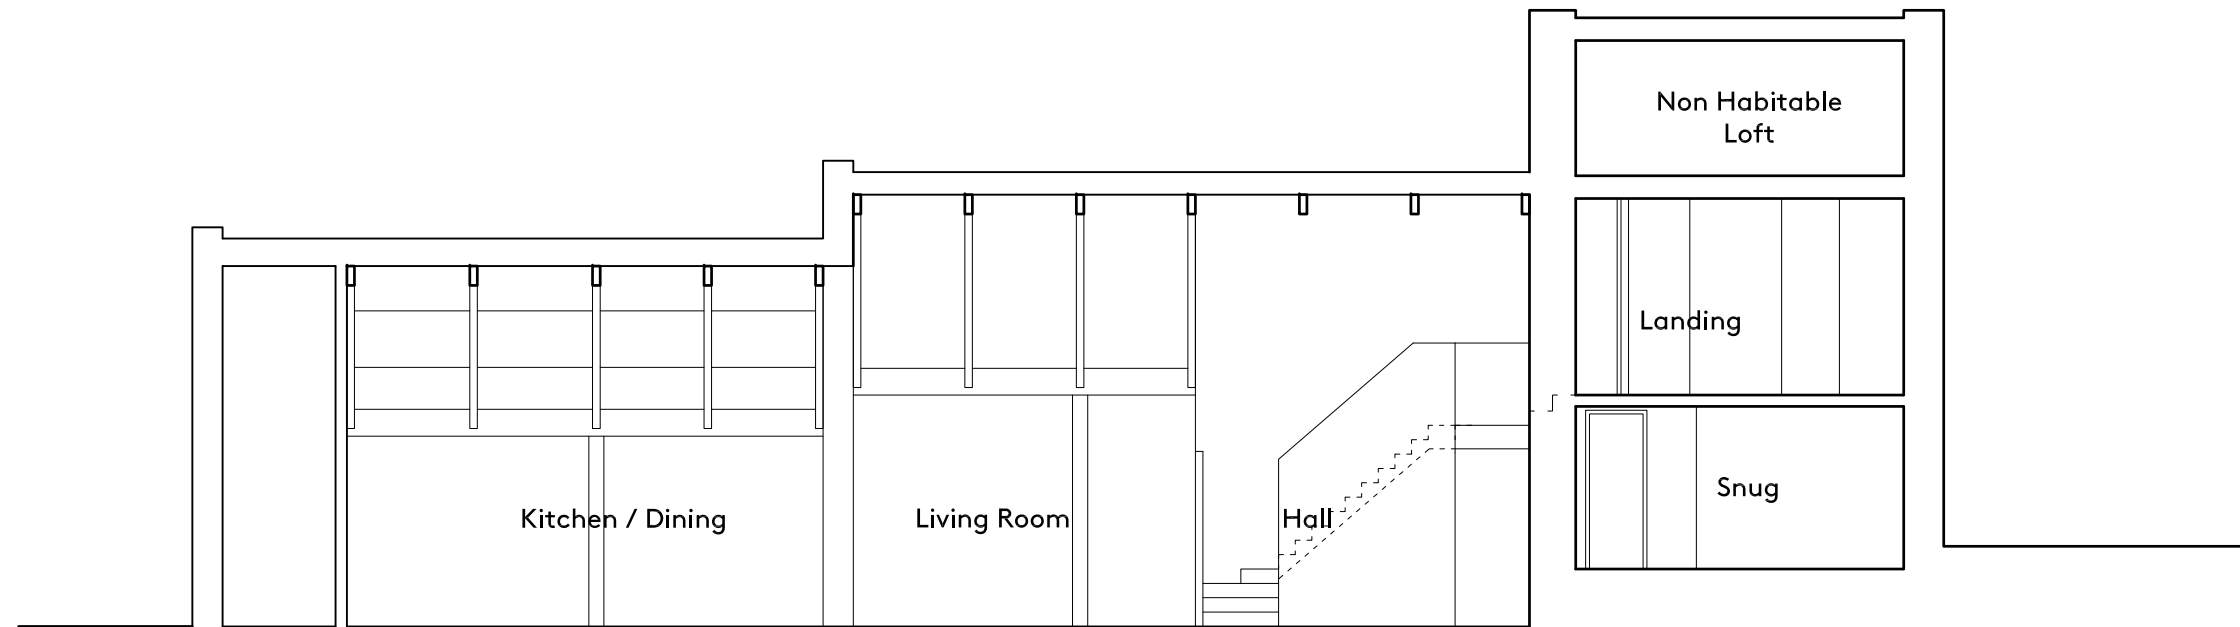 Non Habitable
Loft
Landing
Snug
Kitchen / Dining
Living Room
Hall